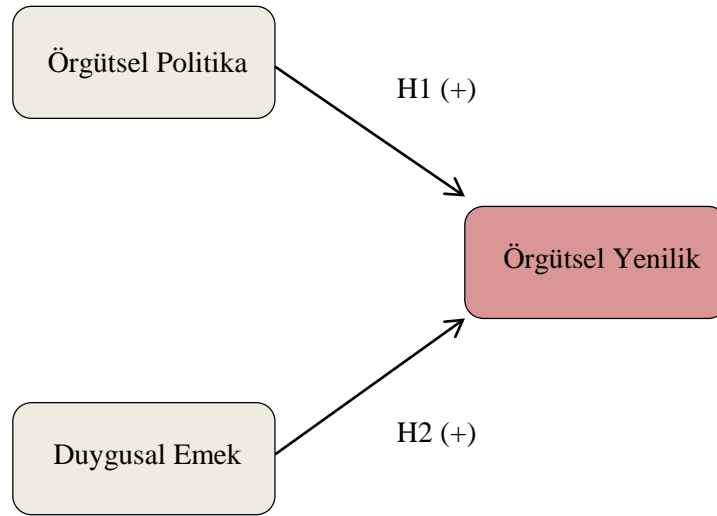 Örgütsel Politika
H1 (+)
Örgütsel Yenilik
H2 (+)
Duygusal Emek